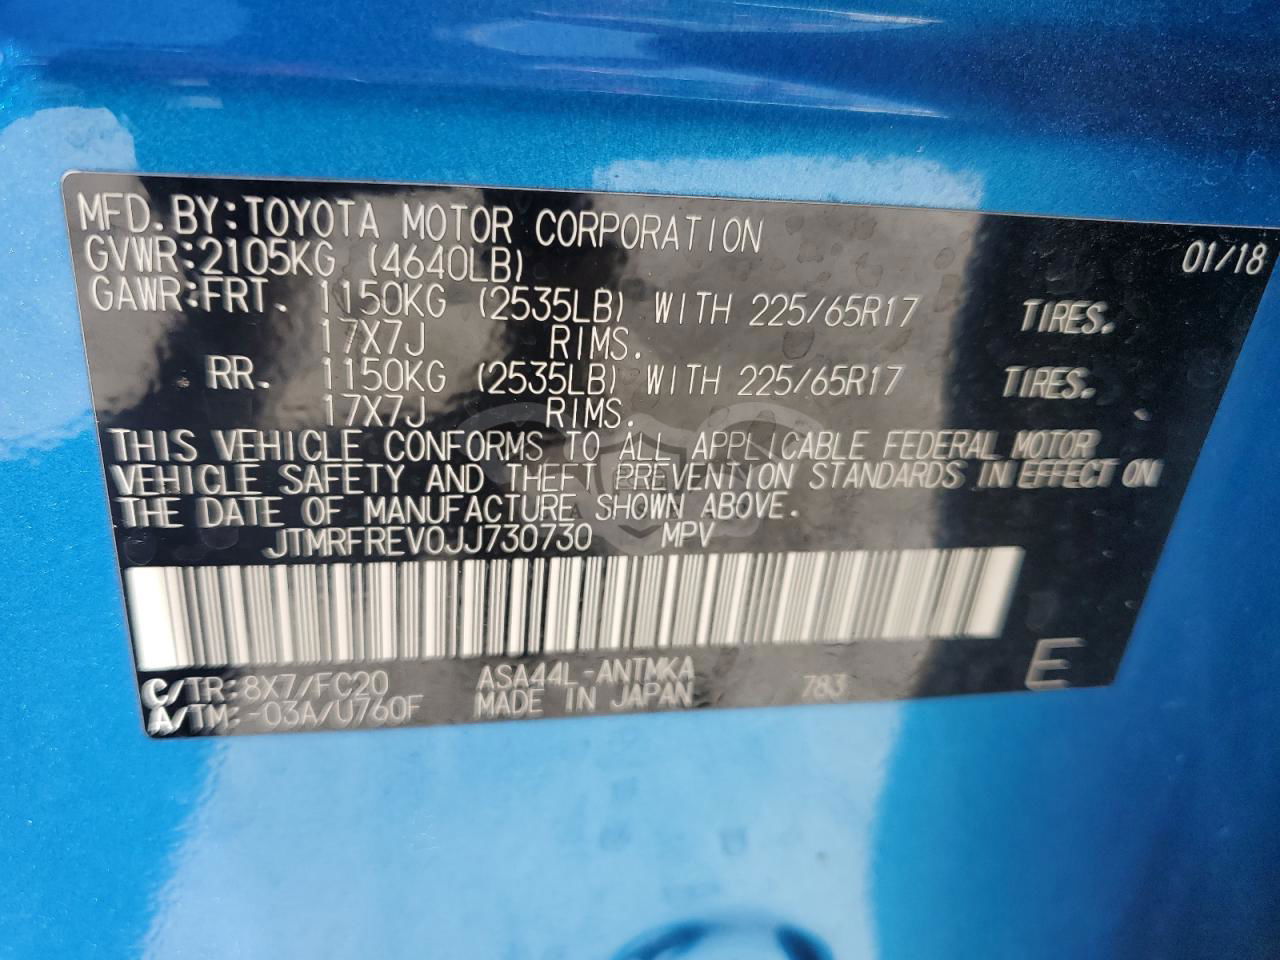 MFD.BY:TOYOTA MOTOR CORPORATION 01/18
GVWR:2105KG (4640LB)
GAWR:FRT. 1150KG (2535LB) WITH 225/65R17 TIRES.
17X7J RIMS.
RR. 1150KG (2535LB) WITH 225/65R17 TIRES.
17X7J RIMS.
THIS VEHICLE CONFORMS TO ALL APPLICABLE FEDERAL MOTOR
VEHICLE SAFETY AND THEFT PREVENTION STANDARDS IN EFFECT ON
THE DATE OF MANUFACTURE SHOWN ABOVE.
JTMRFREV0JJ730730 MPV
C/TR:8X7/FC20 ASA44L-ANTMKA 783 E
A/TM:-03A/U760F MADE IN JAPAN